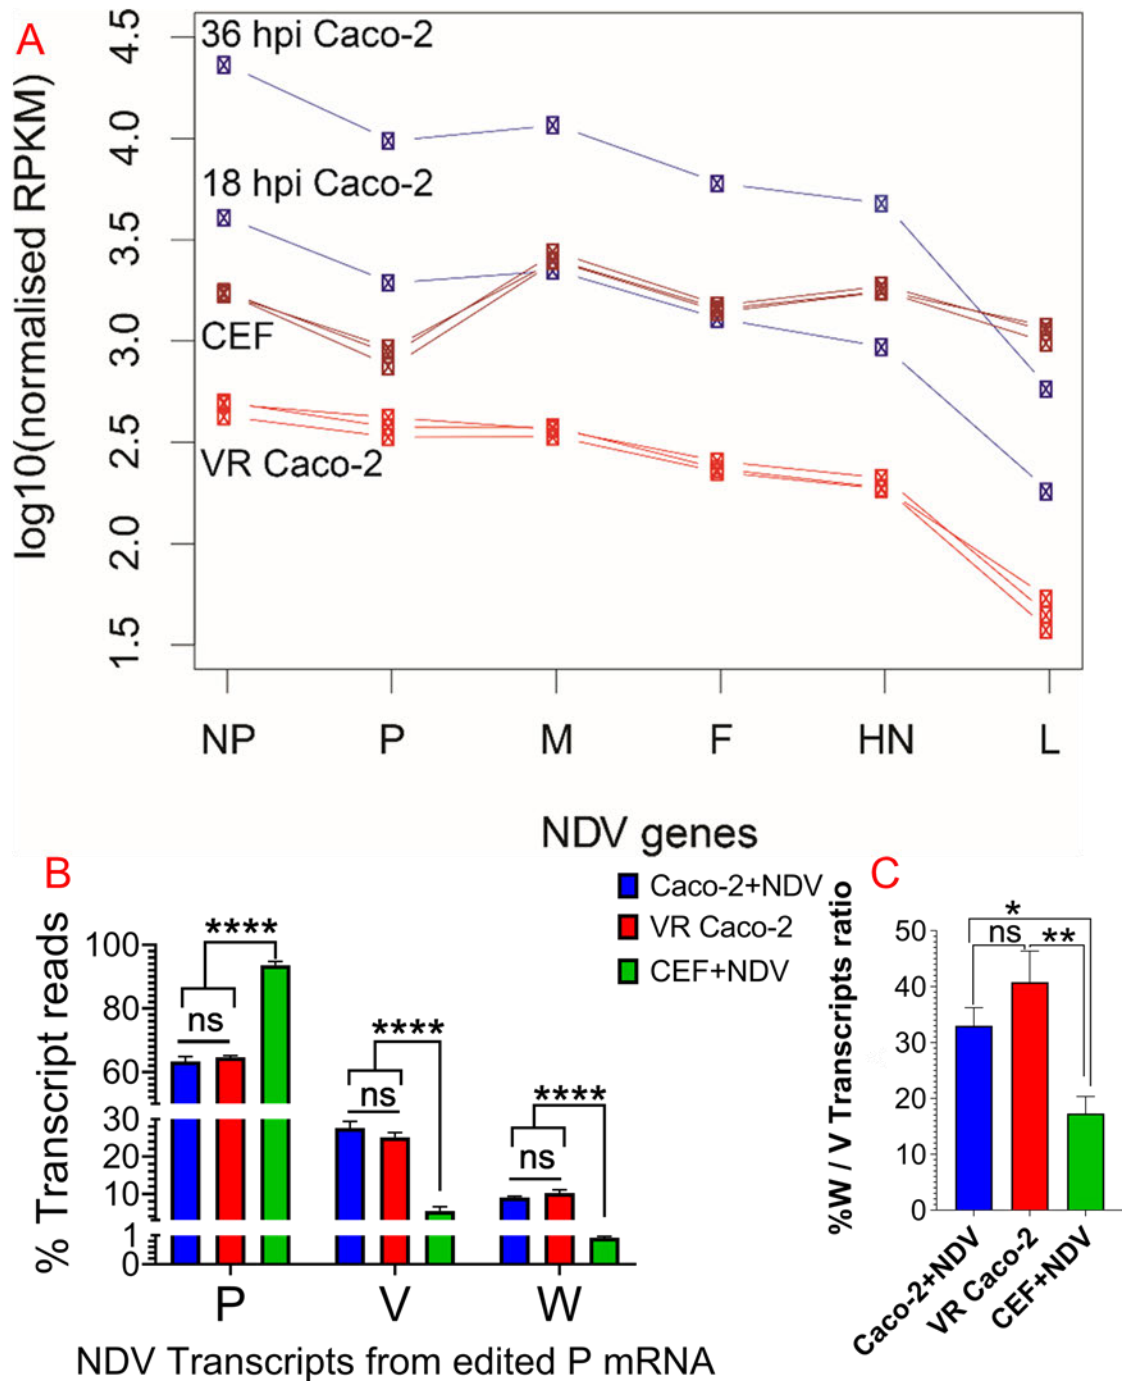 A
log10(normalised RPKM)
4.5
4.0
3.5
3.0
2.5
2.0
1.5
36 hpi Caco-2
18 hpi Caco-2
CEF
VR Caco-2
NP P M F HN L
NDV genes
B
% Transcript reads
100
80
60
30
20
10
1
0
****
ns
****
ns
****
ns
P V W
NDV Transcripts from edited P mRNA
Caco-2+NDV
VR Caco-2
CEF+NDV
C
%W / V Transcripts ratio
50
40
30
20
10
0
*
ns **
Caco-2+NDV
VR Caco-2
CEF+NDV